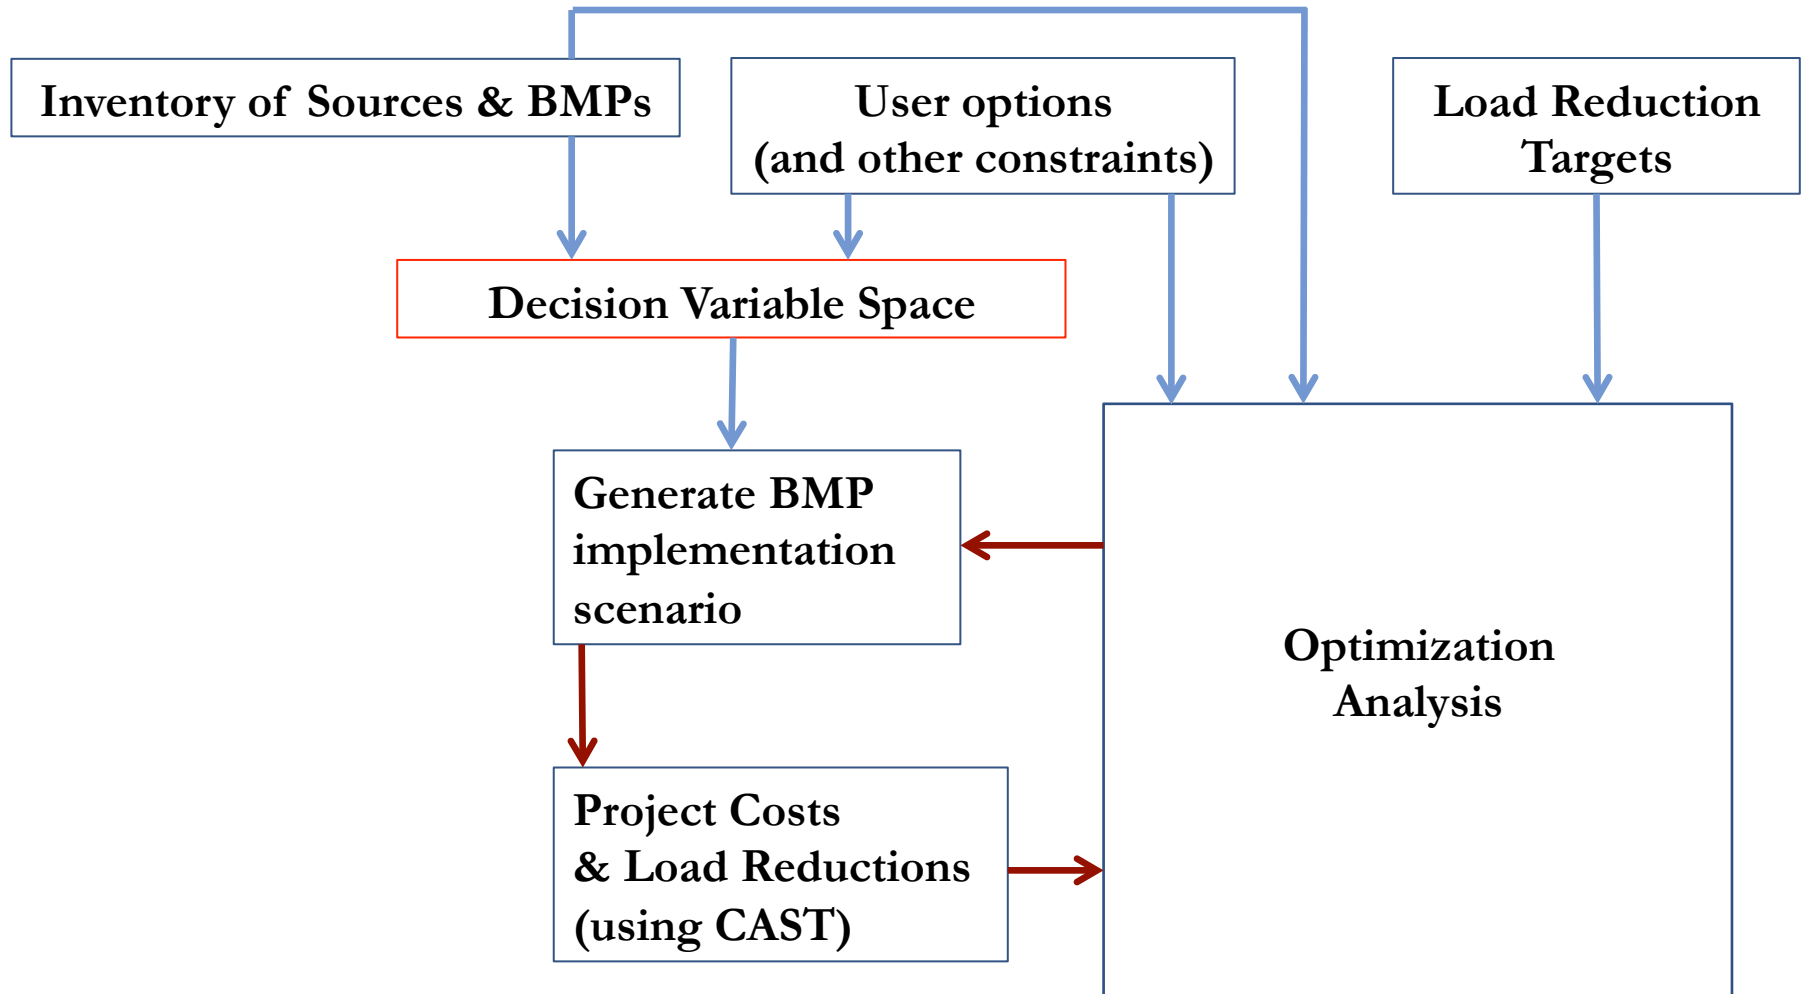 Inventory of Sources & BMPs
User options
(and other constraints)
Load Reduction
Targets
Decision Variable Space
Generate BMP
implementation
scenario
Optimization
Analysis
Project Costs
& Load Reductions
(using CAST)